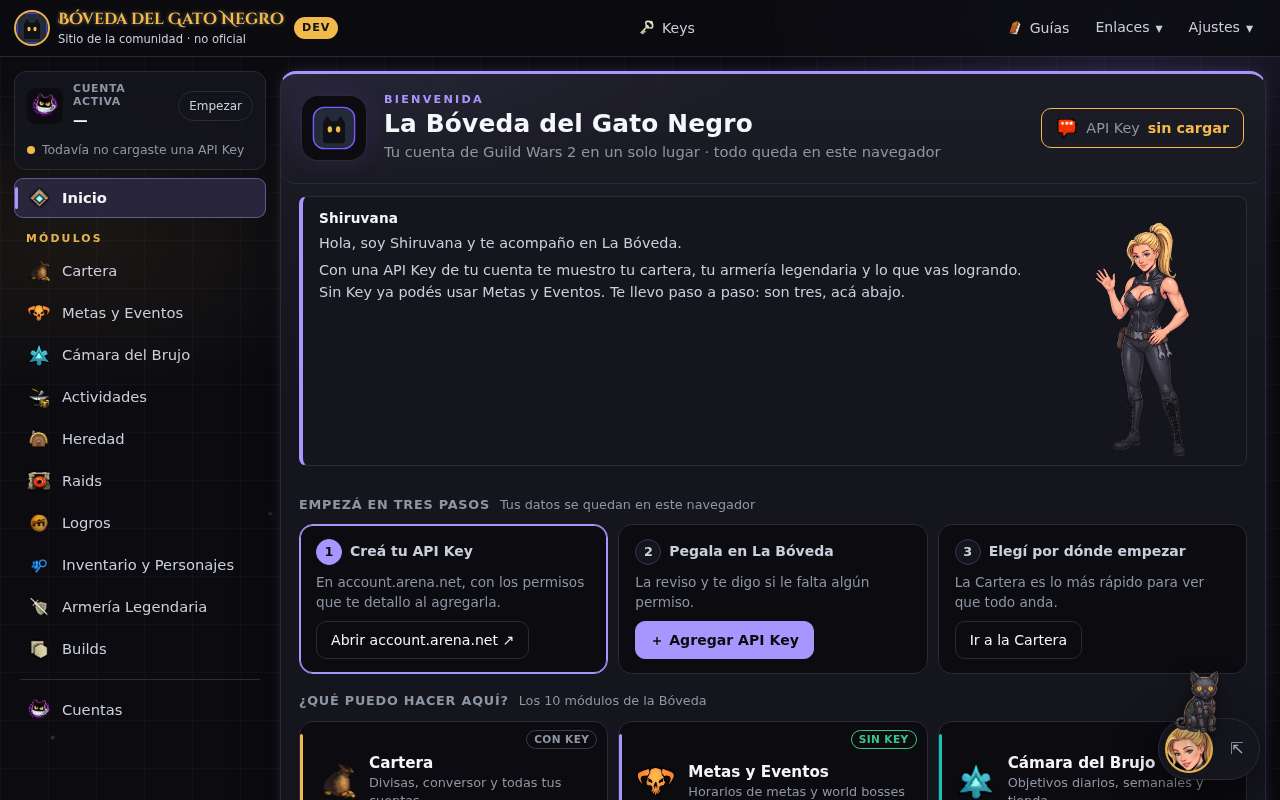 BÓVEDA DEL GATO NEGRO
Sitio de la comunidad · no oficial
DEV
Keys
Guías
Enlaces ▾
Ajustes ▾
CUENTA ACTIVA
—
Empezar
Todavía no cargaste una API Key
Inicio
MÓDULOS
Cartera
Metas y Eventos
Cámara del Brujo
Actividades
Heredad
Raids
Logros
Inventario y Personajes
Armería Legendaria
Builds
Cuentas
BIENVENIDA
La Bóveda del Gato Negro
Tu cuenta de Guild Wars 2 en un solo lugar · todo queda en este navegador
API Key sin cargar
Shiruvana
Hola, soy Shiruvana y te acompaño en La Bóveda.
Con una API Key de tu cuenta te muestro tu cartera, tu armería legendaria y lo que vas logrando.
Sin Key ya podés usar Metas y Eventos. Te llevo paso a paso: son tres, acá abajo.
EMPEZÁ EN TRES PASOS Tus datos se quedan en este navegador
1 Creá tu API Key
En account.arena.net, con los permisos
que te detallo al agregarla.
Abrir account.arena.net ↗
2 Pegala en La Bóveda
La reviso y te digo si le falta algún
permiso.
+ Agregar API Key
3 Elegí por dónde empezar
La Cartera es lo más rápido para ver
que todo anda.
Ir a la Cartera
¿QUÉ PUEDO HACER AQUÍ? Los 10 módulos de la Bóveda
CON KEY
Cartera
Divisas, conversor y todas tus
cuentas
SIN KEY
Metas y Eventos
Horarios de metas y world bosses
Cámara del Brujo
Objetivos diarios, semanales y
tienda